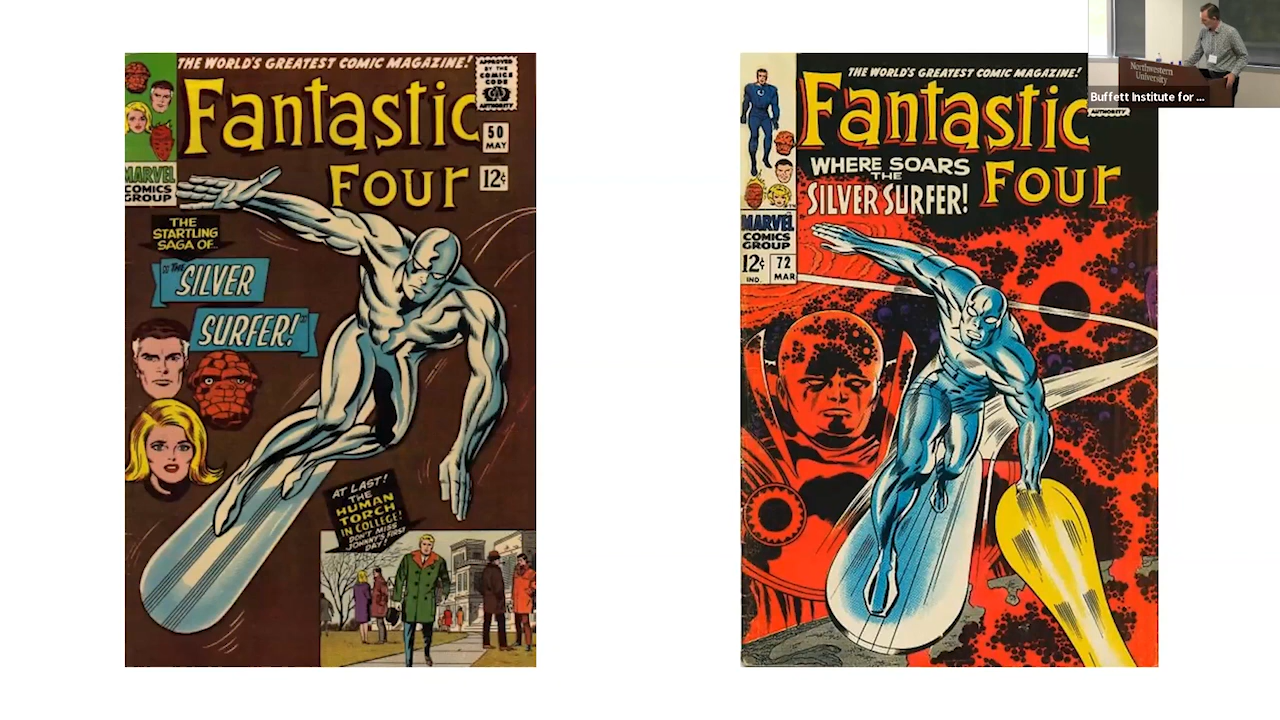 THE WORLD'S GREATEST COMIC MAGAZINE!
APPROVED
BY THE
COMICS
CODE
AUTHORITY
Fantastic
Four
50
MAY
12¢
MARVEL
COMICS
GROUP
THE
STARTLING
SAGA OF...
"THE
SILVER
SURFER!"
AT LAST!
THE
HUMAN
TORCH
IN COLLEGE!
DON'T MISS
JOHNNY'S FIRST
DAY!
THE WORLD'S GREATEST COMIC MAGAZINE!
Fantastic
Four
AUTHORITY
WHERE SOARS
THE
SILVER SURFER!
MARVEL
COMICS
GROUP
12¢
IND.
72
MAR
Northwestern
University
Buffett Institute for ...